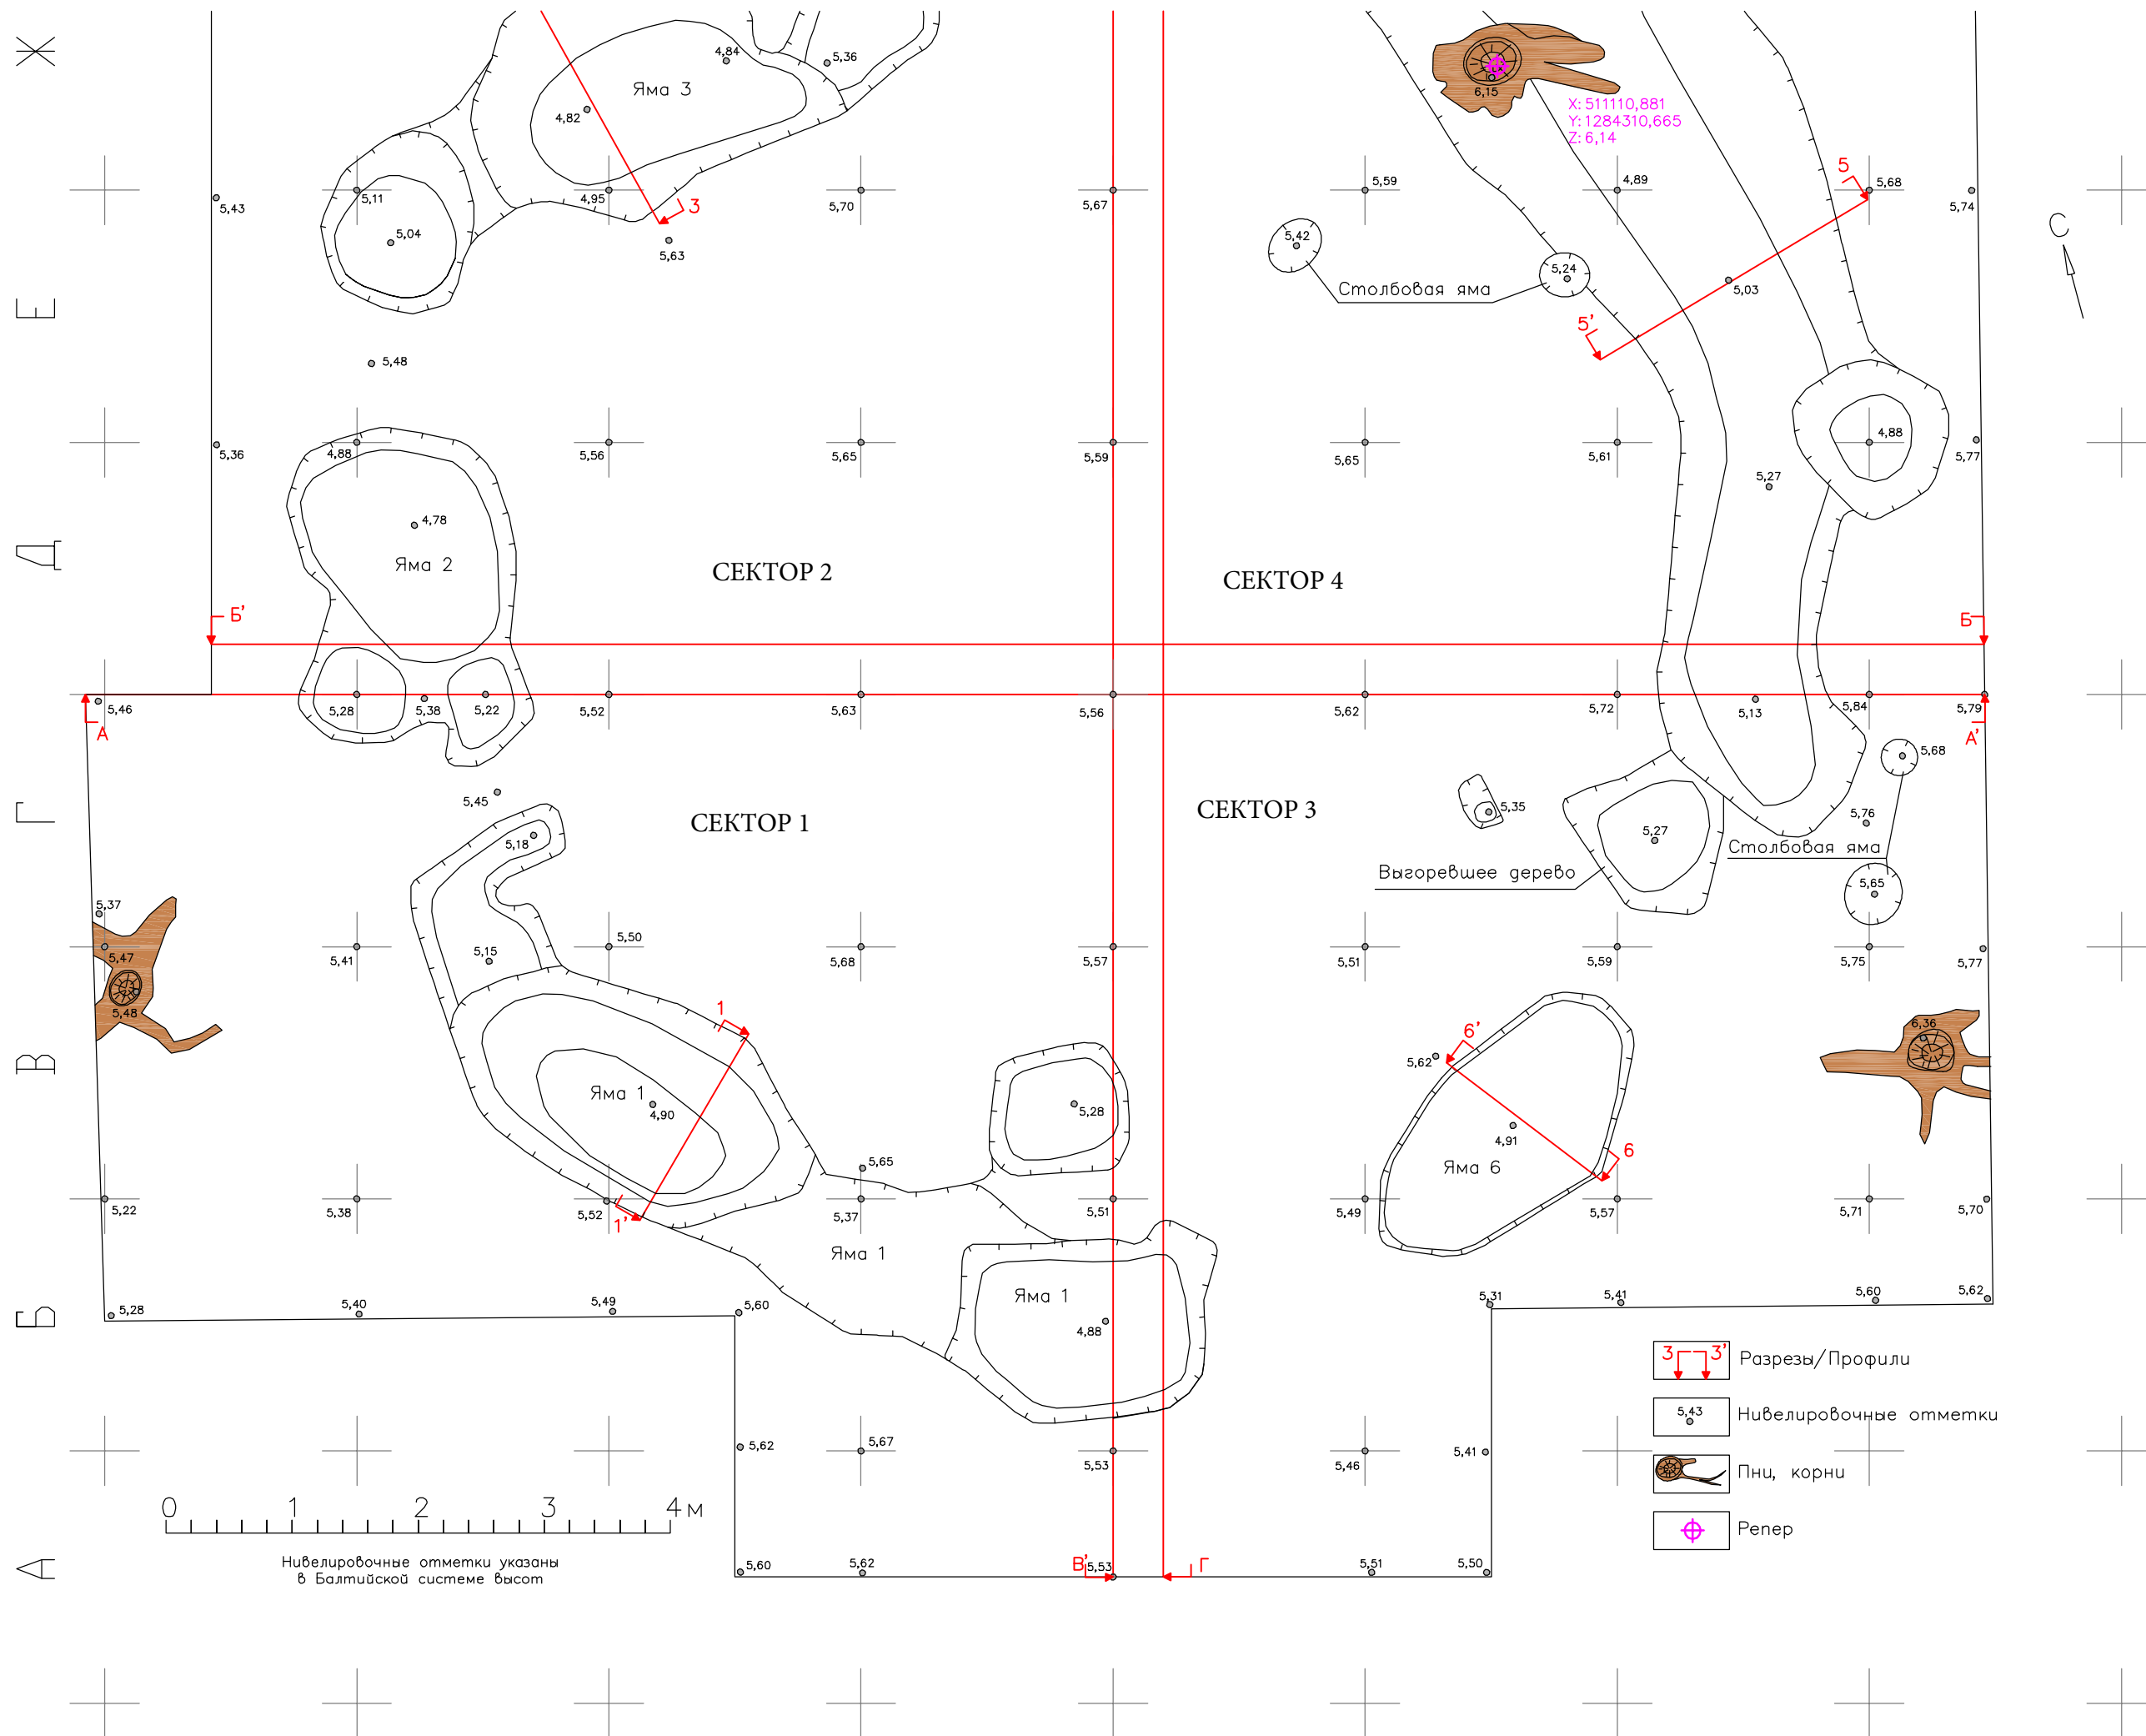 Ж
4,84
5,36
Яма 3
4,82
6,15
X: 511110,881
Y: 1284310,665
Z: 6,14
5
5,43
5,11
4,95
5,70
5,67
5,59
4,89
5,68
5,74
3
С
5,04
5,63
5,42
5,24
Столбовая яма
5,03
Е
5'
5,48
5,36
4,88
5,56
5,65
5,59
5,65
5,61
4,88
5,77
5,27
4,78
Д
Яма 2
СЕКТОР 2
СЕКТОР 4
Б'
Б
5,46
5,28
5,38
5,22
5,52
5,63
5,56
5,62
5,72
5,13
5,84
5,79
А
А'
5,68
5,45
Г
5,18
СЕКТОР 1
СЕКТОР 3
5,35
5,27
5,76
Столбовая яма
Выгоревшее дерево
5,65
5,37
5,47
5,41
5,15
5,50
5,68
5,57
5,51
5,59
5,75
5,77
5,48
1
6'
6,36
В
5,62
Яма 1
4,90
5,28
4,91
6
Яма 6
5,65
5,22
5,38
5,52
1'
5,37
5,51
5,49
5,57
5,71
5,70
Яма 1
Яма 1
Б
5,28
5,40
5,49
5,60
4,88
5,31
5,41
5,60
5,62
3 3' Разрезы/Профили
5,43 Нивелировочные отметки
5,62
5,67
5,53
5,46
5,41
Пни, корни
0 1 2 3 4 м
Репер
Нивелировочные отметки указаны
в Балтийской системе высот
А
5,60
5,62
В'
5,53
Г
5,51
5,50